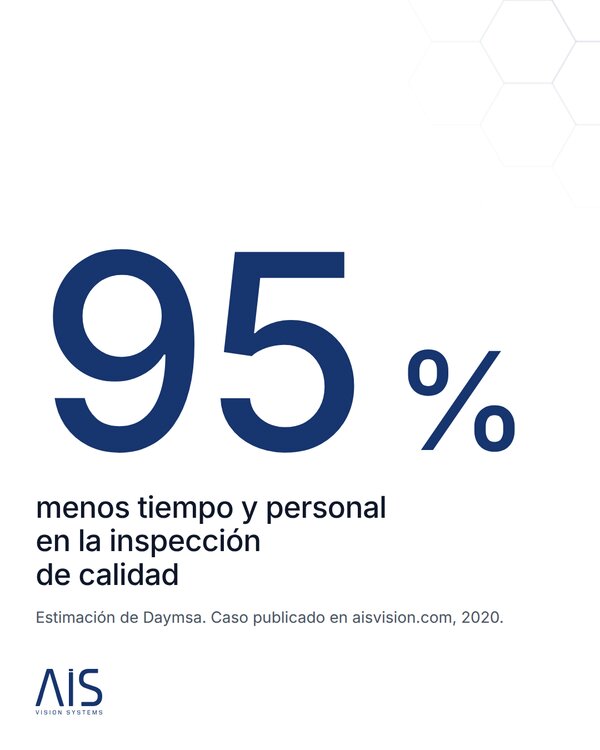 95 %
menos tiempo y personal
en la inspección
de calidad
Estimación de Daymsa. Caso publicado en aisvision.com, 2020.
AIS
VISION SYSTEMS